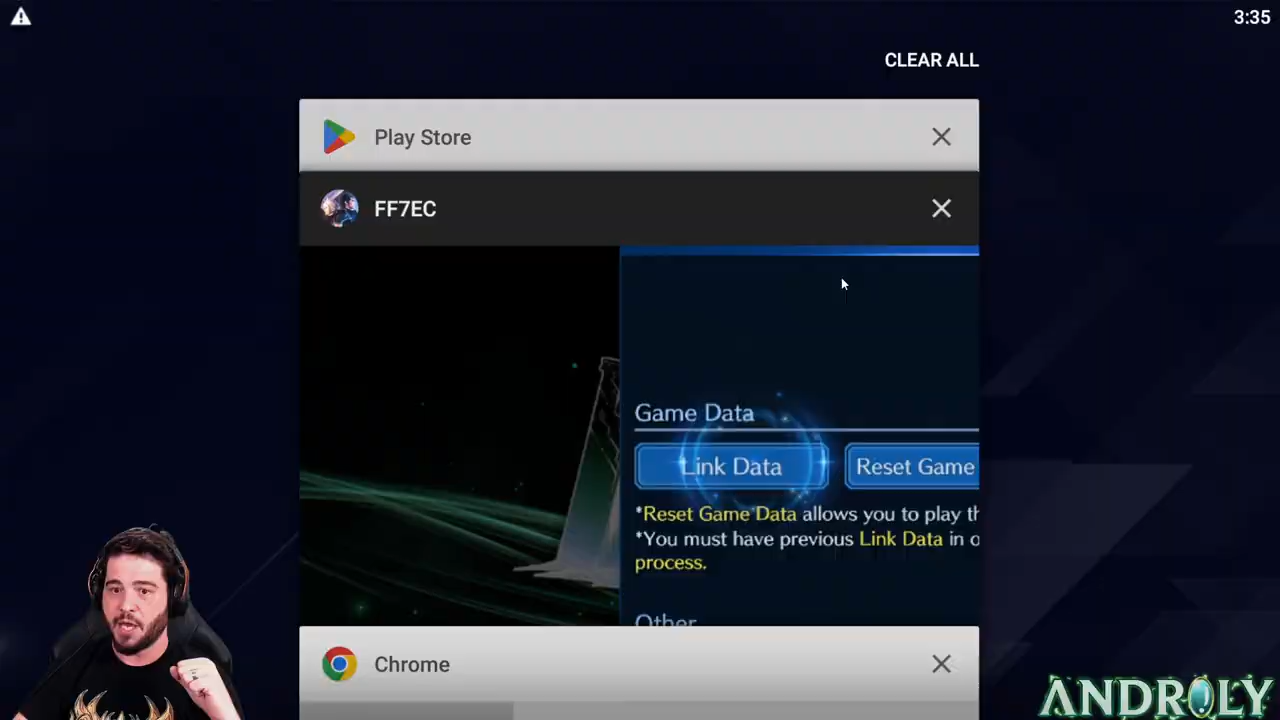 3:35
CLEAR ALL
Play Store
FF7EC
Game Data
Link Data
Reset Game
*Reset Game Data allows you to play th
*You must have previous Link Data in o
process.
Other
Chrome
ANDROLY